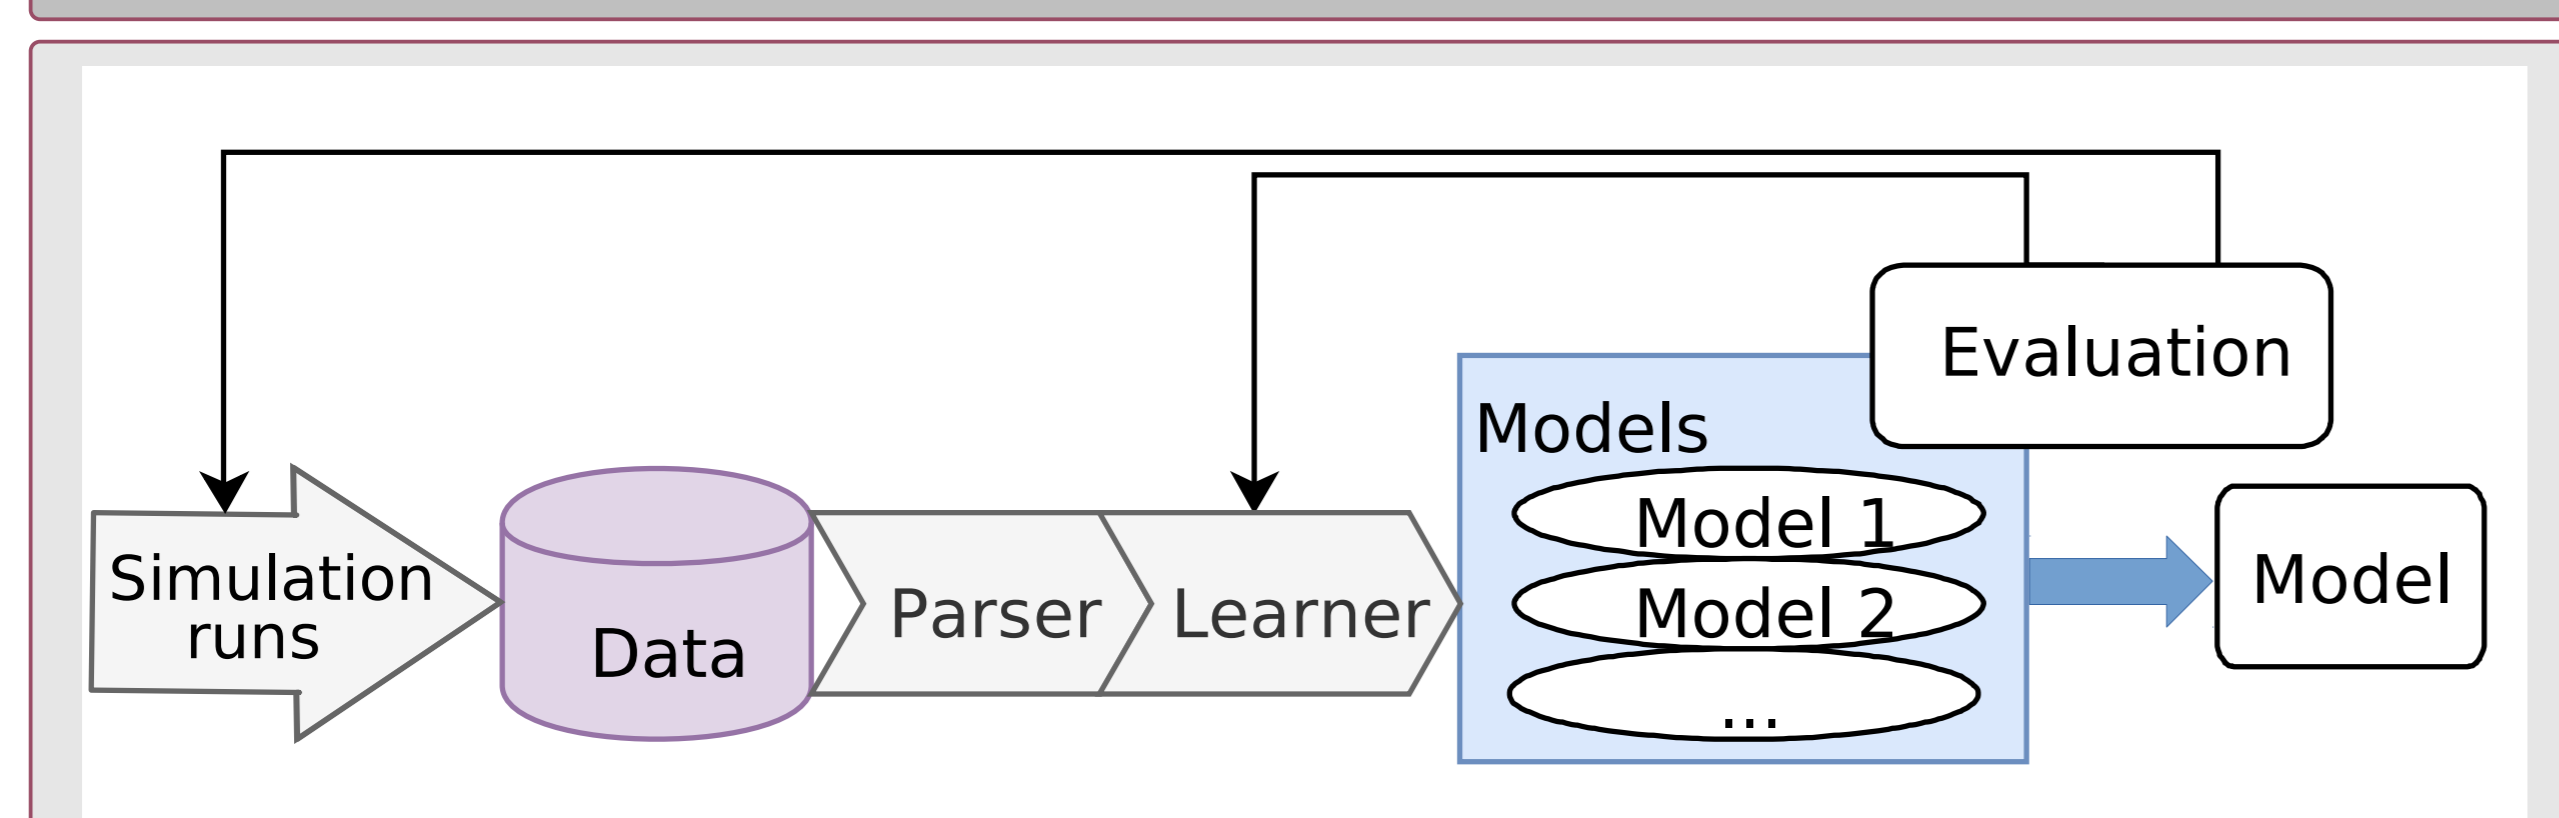 Evaluation
Models
Model 1
Simulation
runs
Data
Parser
Learner
Model 2
...
Model